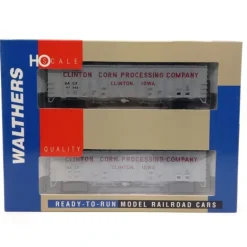 WALTHERS
HO SCALE
CLINTON CORN PROCESSING COMPANY
CLINTON IOWA
QUALITY
CLINTON CORN PROCESSING COMPANY
CLINTON IOWA
READY-TO-RUN MODEL RAILROAD CARS